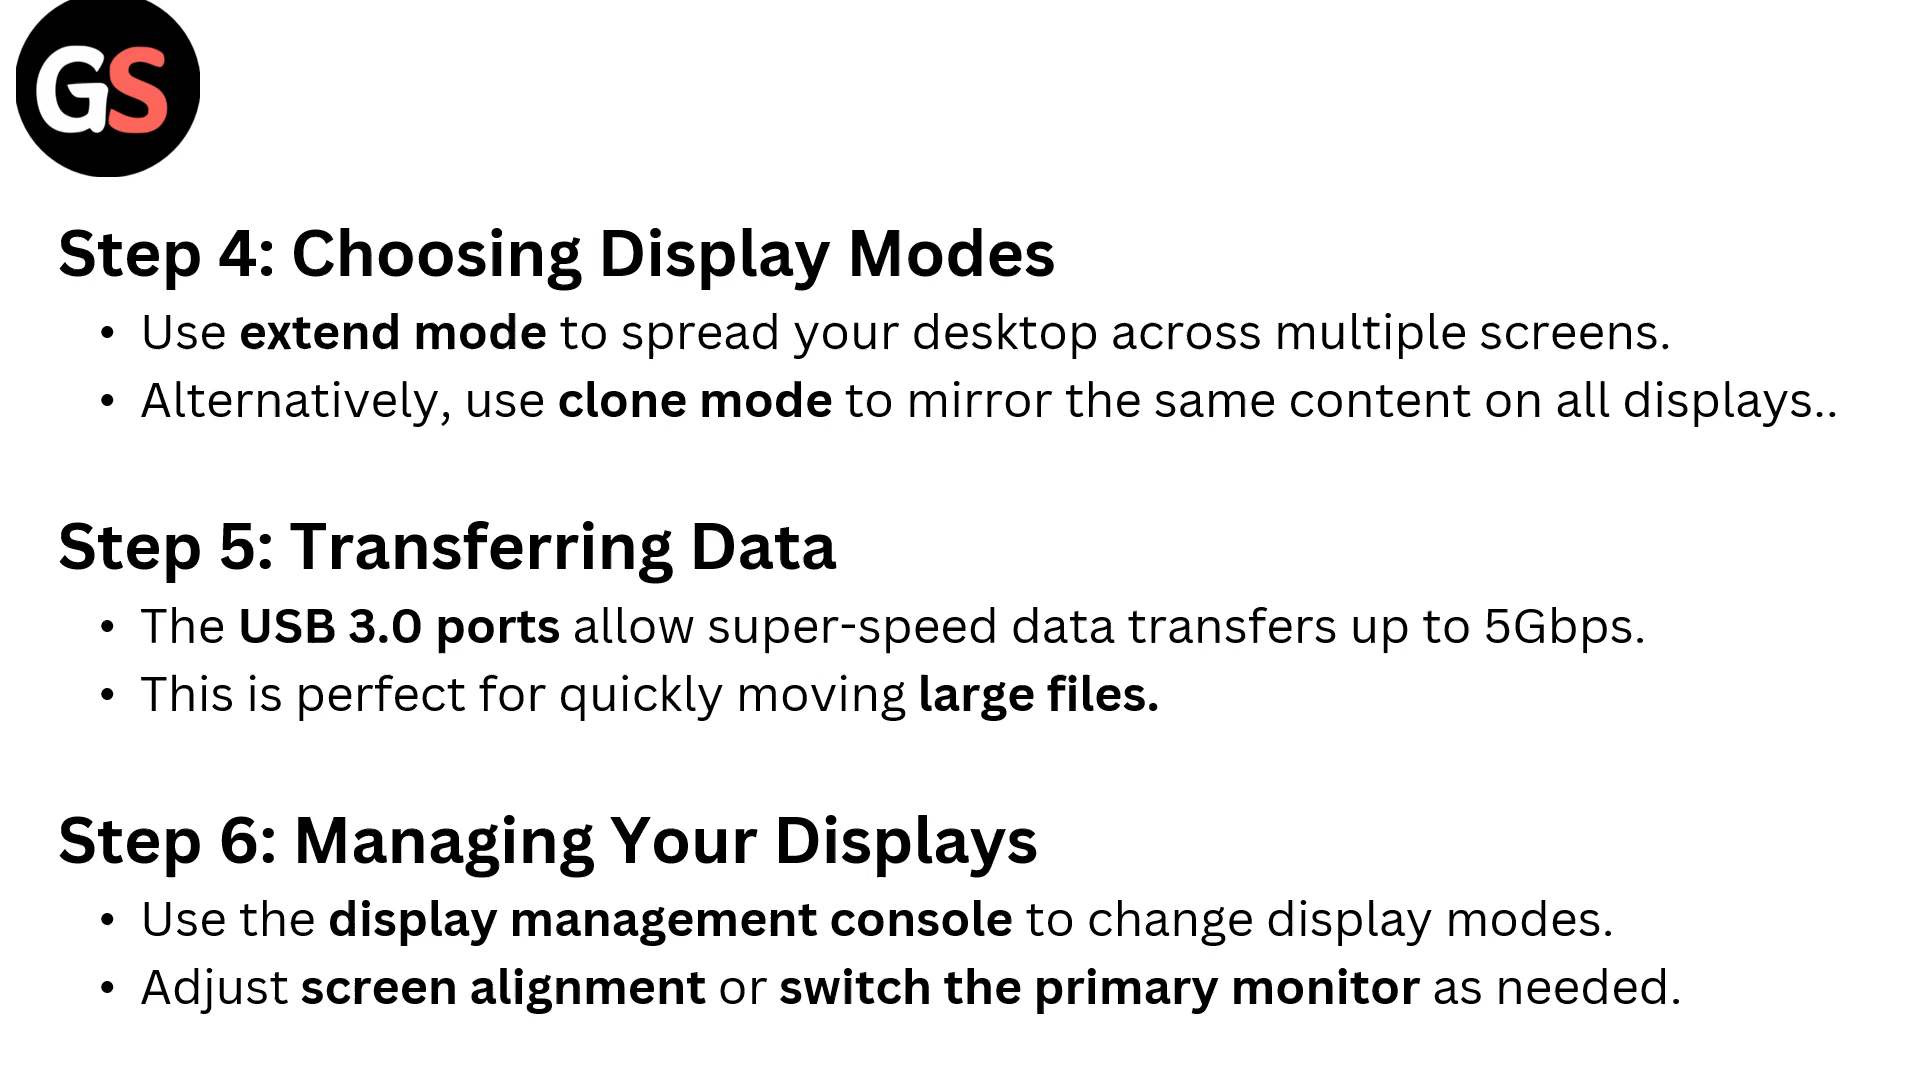 GS
Step 4: Choosing Display Modes
• Use extend mode to spread your desktop across multiple screens.
• Alternatively, use clone mode to mirror the same content on all displays..
Step 5: Transferring Data
• The USB 3.0 ports allow super-speed data transfers up to 5Gbps.
• This is perfect for quickly moving large files.
Step 6: Managing Your Displays
• Use the display management console to change display modes.
• Adjust screen alignment or switch the primary monitor as needed.